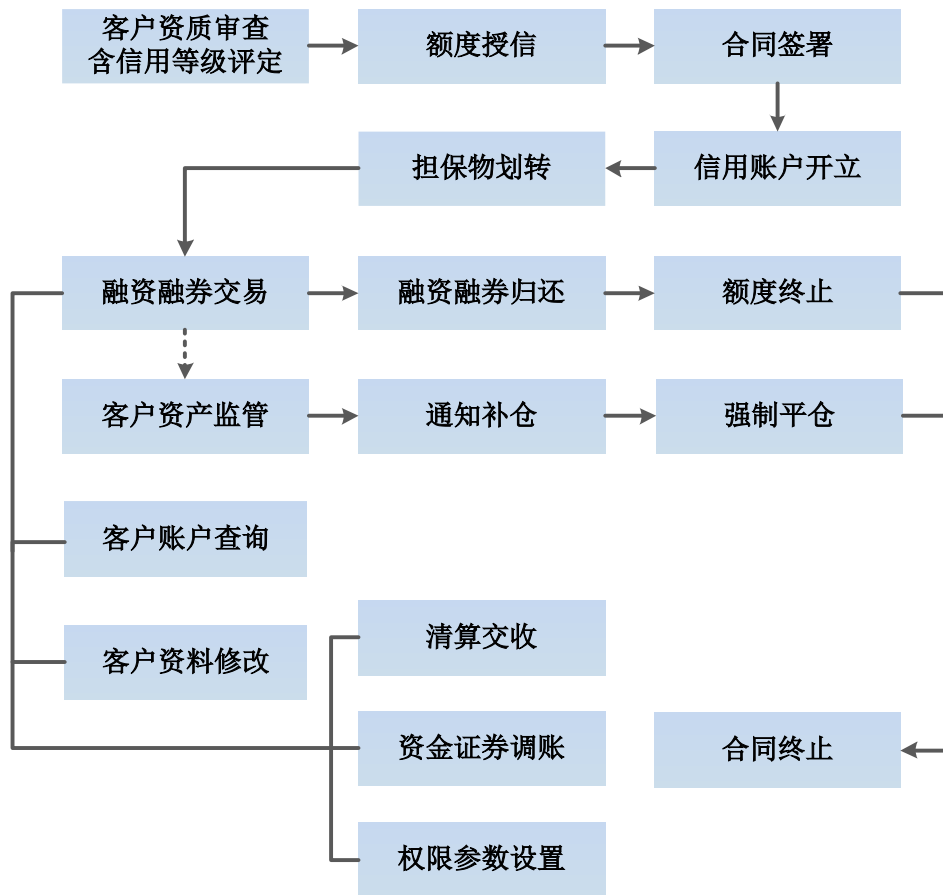 客户资质审查
含信用等级评定
额度授信
合同签署
担保物划转
信用账户开立
融资融券交易
融资融券归还
额度终止
客户资产监管
通知补仓
强制平仓
客户账户查询
清算交收
客户资料修改
资金证券调账
合同终止
权限参数设置